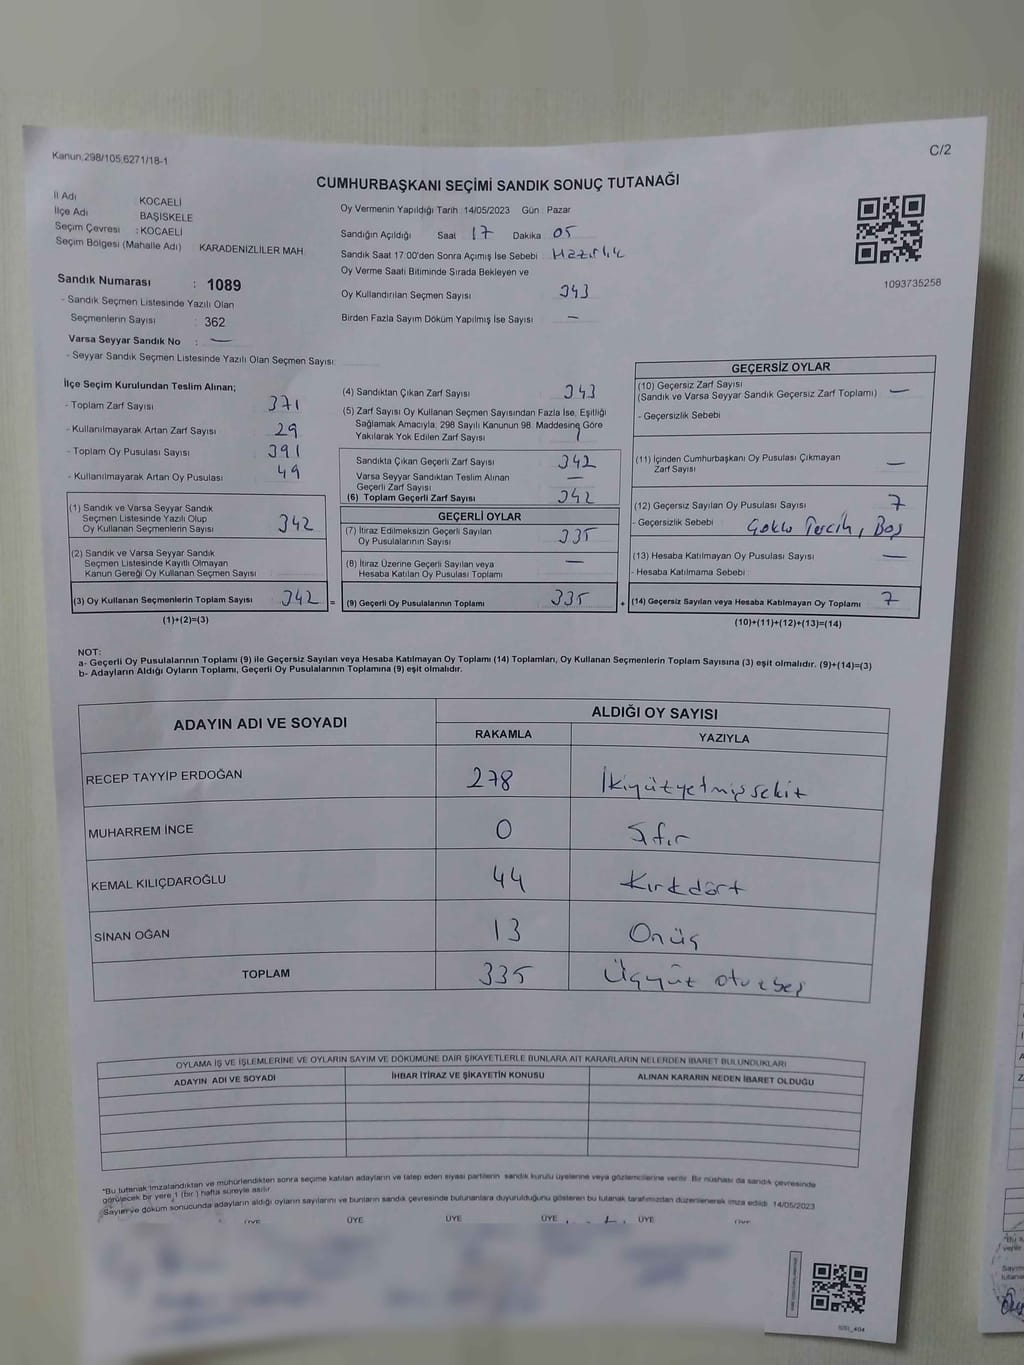 Kanun.298/105,6271/18-1
C/2
CUMHURBAŞKANI SEÇİMİ SANDIK SONUÇ TUTANAĞI
İl Adı KOCAELİ
İlçe Adı BAŞİSKELE
Seçim Çevresi : KOCAELİ
Seçim Bölgesi (Mahalle Adı) KARADENİZLİLER MAH.
Sandık Numarası : 1089
- Sandık Seçmen Listesinde Yazılı Olan
Seçmenlerin Sayısı : 362
Varsa Seyyar Sandık No : —
- Seyyar Sandık Seçmen Listesinde Yazılı Olan Seçmen Sayısı:
Oy Vermenin Yapıldığı Tarih 14/05/2023 Gün Pazar
Sandığın Açıldığı Saat 17 Dakika 05
Sandık Saat 17:00'den Sonra Açımış İse Sebebi Hazırlık
Oy Verme Saati Bitiminde Sırada Bekleyen ve
Oy Kullandırılan Seçmen Sayısı 343
Birden Fazla Sayım Döküm Yapılmış İse Sayısı —
1093735258
İlçe Seçim Kurulundan Teslim Alınan;
- Toplam Zarf Sayısı 371
- Kullanılmayarak Artan Zarf Sayısı 29
- Toplam Oy Pusulası Sayısı 391
- Kullanılmayarak Artan Oy Pusulası 49
(1) Sandık ve Varsa Seyyar Sandık
Seçmen Listesinde Yazılı Olup
Oy Kullanan Seçmenlerin Sayısı 342
(2) Sandık ve Varsa Seyyar Sandık
Seçmen Listesinde Kayıtlı Olmayan
Kanun Gereği Oy Kullanan Seçmen Sayısı
(3) Oy Kullanan Seçmenlerin Toplam Sayısı 342 =
(1)+(2)=(3)
(4) Sandıktan Çıkan Zarf Sayısı 343
(5) Zarf Sayısı Oy Kullanan Seçmen Sayısından Fazla İse, Eşitliği
Sağlamak Amacıyla, 298 Sayılı Kanunun 98. Maddesine Göre
Yakılarak Yok Edilen Zarf Sayısı 1
Sandıkta Çıkan Geçerli Zarf Sayısı 342
Varsa Seyyar Sandıktan Teslim Alınan
Geçerli Zarf Sayısı —
(6) Toplam Geçerli Zarf Sayısı 342
GEÇERLİ OYLAR
(7) İtiraz Edilmeksizin Geçerli Sayılan
Oy Pusulalarının Sayısı 335
(8) İtiraz Üzerine Geçerli Sayılan veya
Hesaba Katılan Oy Pusulası Toplamı —
(9) Geçerli Oy Pusulalarının Toplamı 335 +
GEÇERSİZ OYLAR
(10) Geçersiz Zarf Sayısı
(Sandık ve Varsa Seyyar Sandık Geçersiz Zarf Toplamı) —
- Geçersizlik Sebebi
(11) İçinden Cumhurbaşkanı Oy Pusulası Çıkmayan
Zarf Sayısı —
(12) Geçersiz Sayılan Oy Pusulası Sayısı 7
- Geçersizlik Sebebi Çoklu Tercih, Boş
(13) Hesaba Katılmayan Oy Pusulası Sayısı —
- Hesaba Katılmama Sebebi
(14) Geçersiz Sayılan veya Hesaba Katılmayan Oy Toplamı 7
(10)+(11)+(12)+(13)=(14)
NOT:
a- Geçerli Oy Pusulalarının Toplamı (9) ile Geçersiz Sayılan veya Hesaba Katılmayan Oy Toplamı (14) Toplamları, Oy Kullanan Seçmenlerin Toplam Sayısına (3) eşit olmalıdır. (9)+(14)=(3)
b- Adayların Aldığı Oyların Toplamı, Geçerli Oy Pusulalarının Toplamına (9) eşit olmalıdır.
ADAYIN ADI VE SOYADI ALDIĞI OY SAYISI
RAKAMLA YAZIYLA
RECEP TAYYİP ERDOĞAN 278 İkiyüzyetmişsekiz
MUHARREM İNCE 0 Sıfır
KEMAL KILIÇDAROĞLU 44 Kırkdört
SİNAN OĞAN 13 Onüç
TOPLAM 335 Üçyüz otuzbeş
OYLAMA İŞ VE İŞLEMLERİNE VE OYLARIN SAYIM VE DÖKÜMÜNE DAİR ŞİKAYETLERLE BUNLARA AİT KARARLARIN NELERDEN İBARET BULUNDUKLARI
ADAYIN ADI VE SOYADI İHBAR İTİRAZ VE ŞİKAYETİN KONUSU ALINAN KARARIN NEDEN İBARET OLDUĞU
*Bu tutanak imzalandıktan ve mühürlendikten sonra seçime katılan adayların ve talep eden siyasi partilerin sandık kurulu üyelerine veya gözlemcilerine verilir. Bir nüshası da sandık çevresinde
görülecek bir yere 1 (bir ) hafta süreyle asılır.
Sayım ve döküm sonucunda adayların aldığı oyların sayılarını ve bunların sandık çevresinde bulunanlara duyurulduğunu gösteren bu tutanak tarafımızdan düzenlenerek imza edildi. 14/05/2023
ÜYE ÜYE ÜYE ÜYE ÜYE